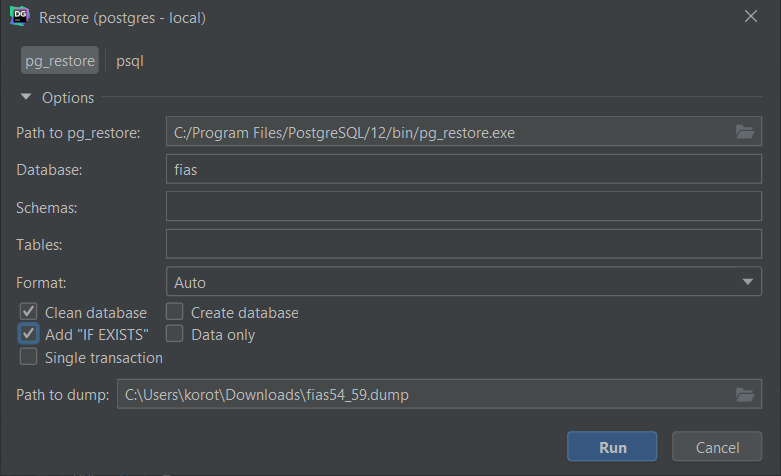 DG
Restore (postgres - local)
pg_restore psql
Options
Path to pg_restore: C:/Program Files/PostgreSQL/12/bin/pg_restore.exe
Database: fias
Schemas:
Tables:
Format: Auto
Clean database Create database
Add "IF EXISTS" Data only
Single transaction
Path to dump: C:\Users\korot\Downloads\fias54_59.dump
Run Cancel